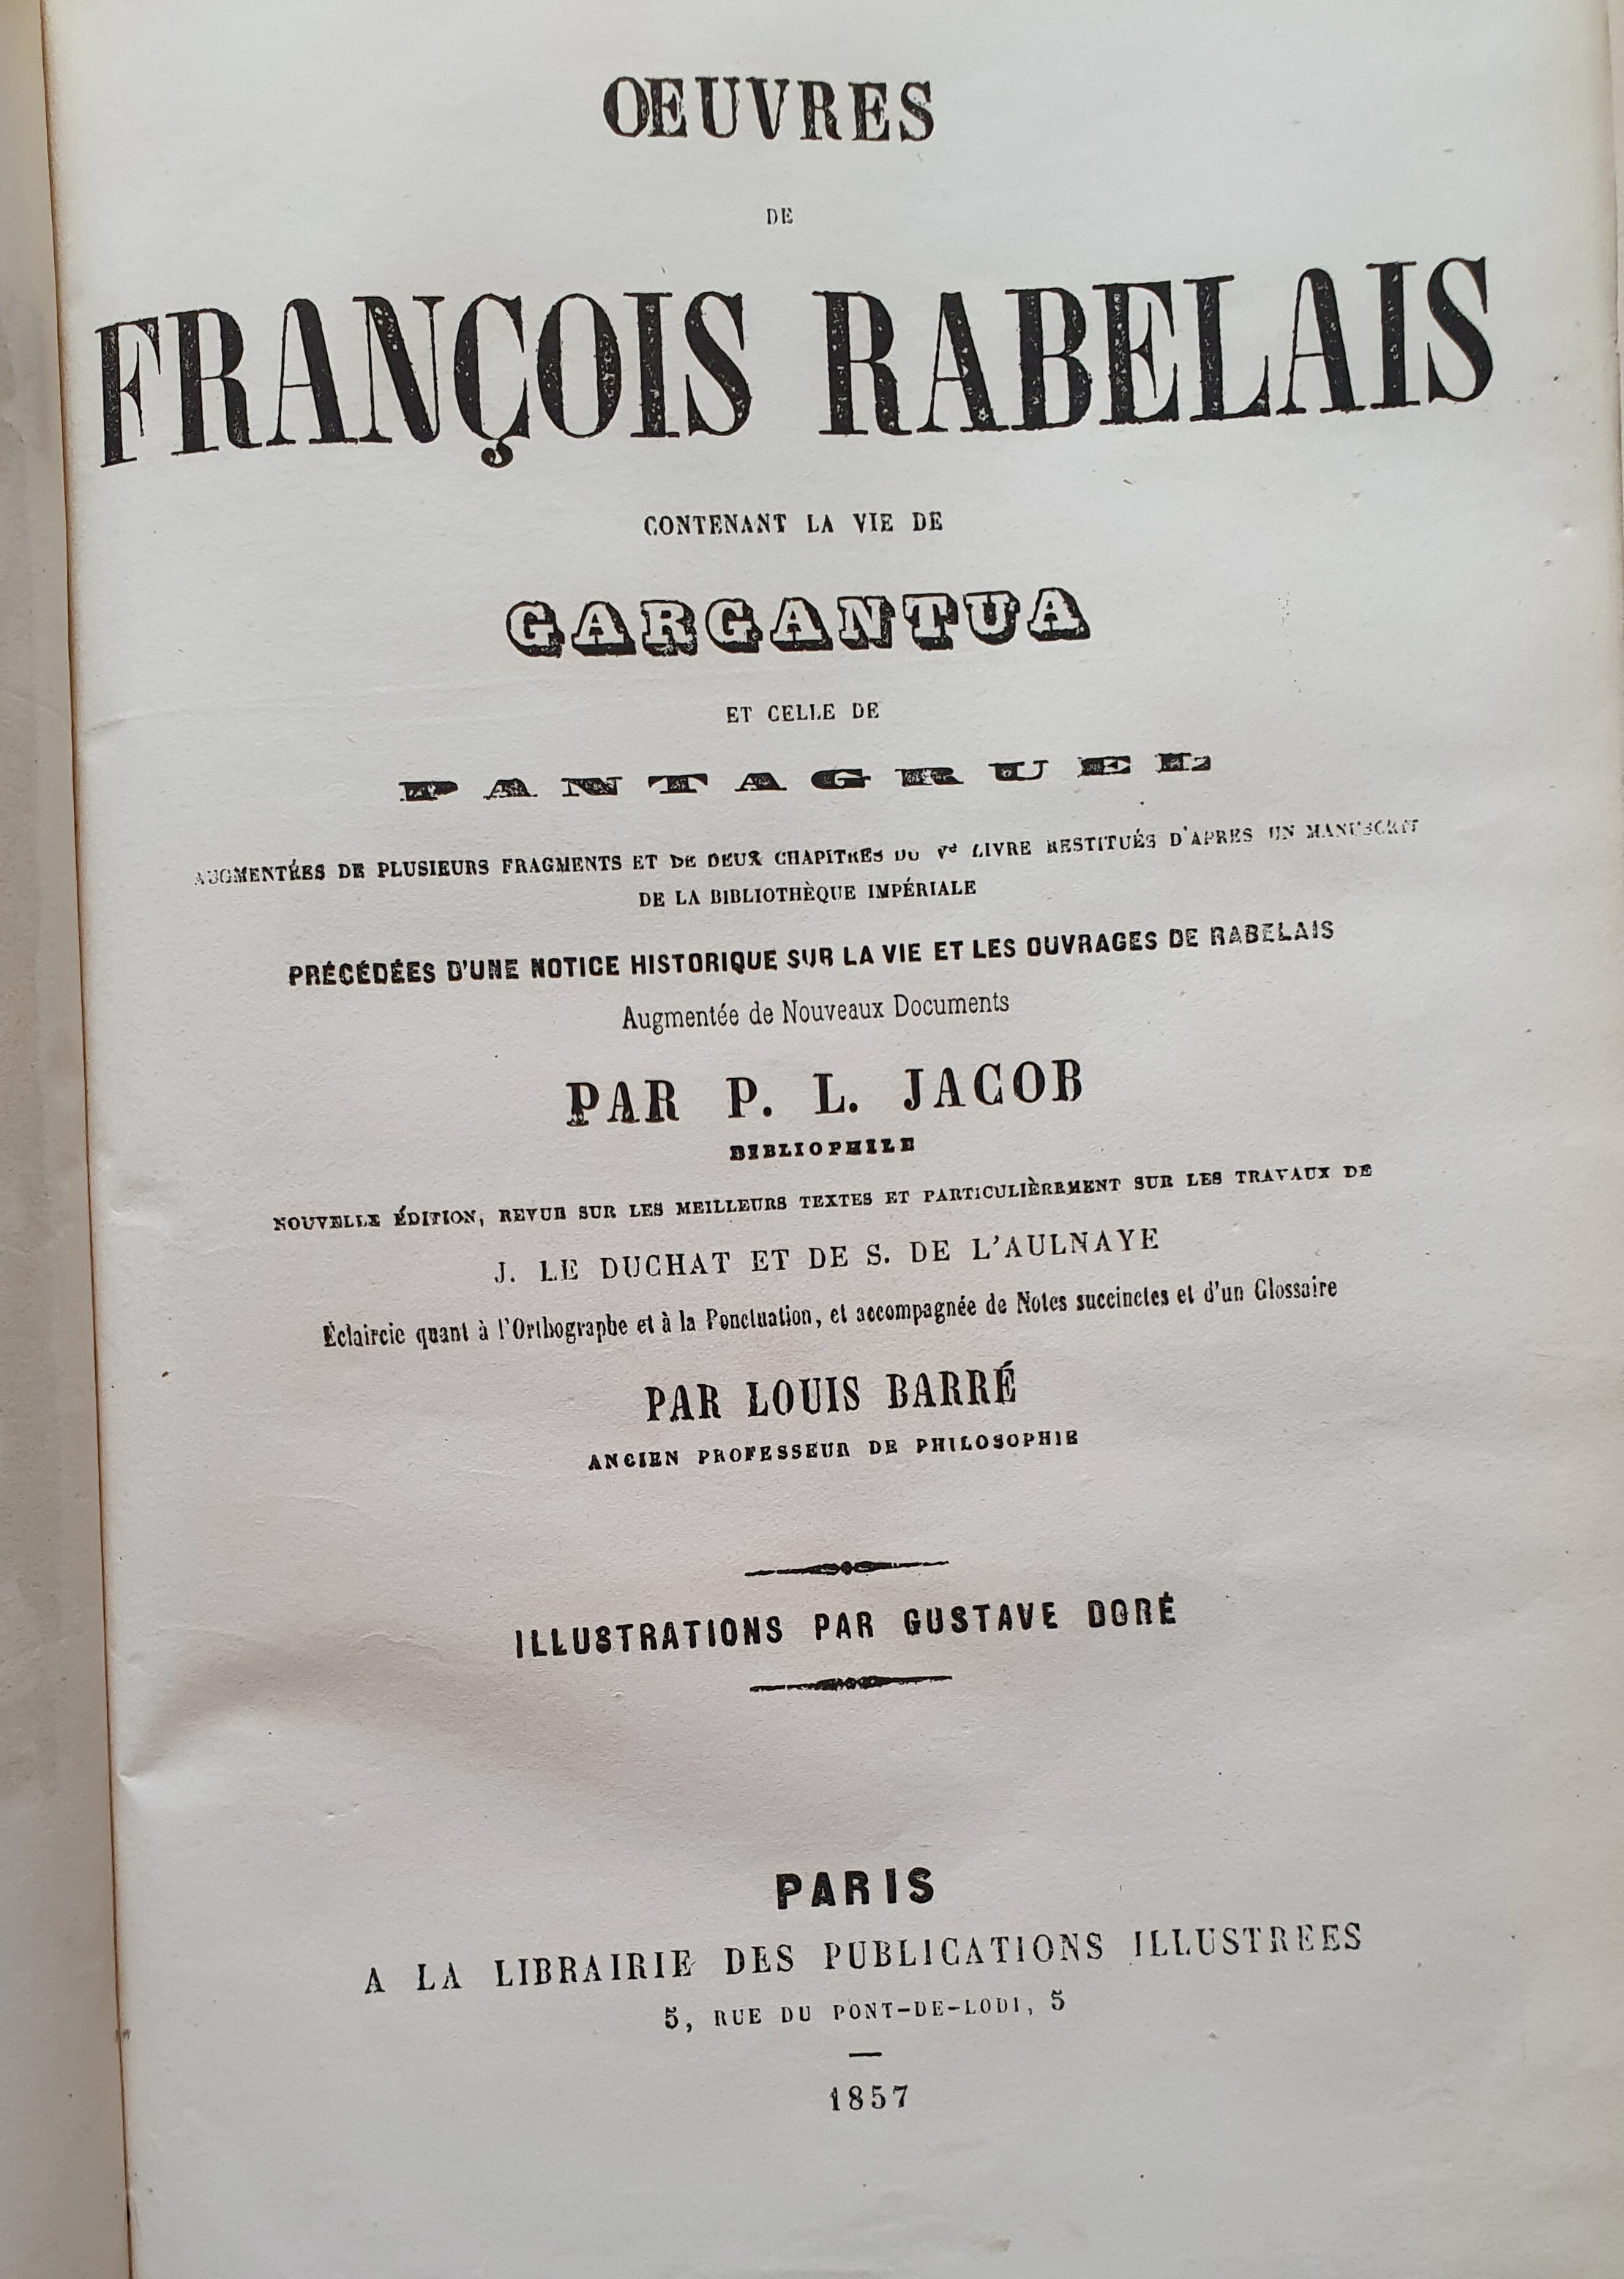 OEUVRES
DE
FRANÇOIS RABELAIS
CONTENANT LA VIE DE
GARGANTUA
ET CELLE DE
PANTAGRUEL
AUGMENTÉES DE PLUSIEURS FRAGMENTS ET DE DEUX CHAPITRES DU Ve LIVRE RESTITUÉS D'APRES UN MANUSCRIT
DE LA BIBLIOTHÈQUE IMPÉRIALE
PRÉCÉDÉES D'UNE NOTICE HISTORIQUE SUR LA VIE ET LES OUVRAGES DE RABELAIS
Augmentée de Nouveaux Documents
PAR P. L. JACOB
BIBLIOPHILE
NOUVELLE ÉDITION, REVUE SUR LES MEILLEURS TEXTES ET PARTICULIÈREMENT SUR LES TRAVAUX DE
J. LE DUCHAT ET DE S. DE L'AULNAYE
Éclaircie quant à l'Orthographe et à la Ponctuation, et accompagnée de Notes succinctes et d'un Glossaire
PAR LOUIS BARRÉ
ANCIEN PROFESSEUR DE PHILOSOPHIE
ILLUSTRATIONS PAR GUSTAVE DORÉ
PARIS
A LA LIBRAIRIE DES PUBLICATIONS ILLUSTREES
5, RUE DU PONT-DE-LODI, 5
1857